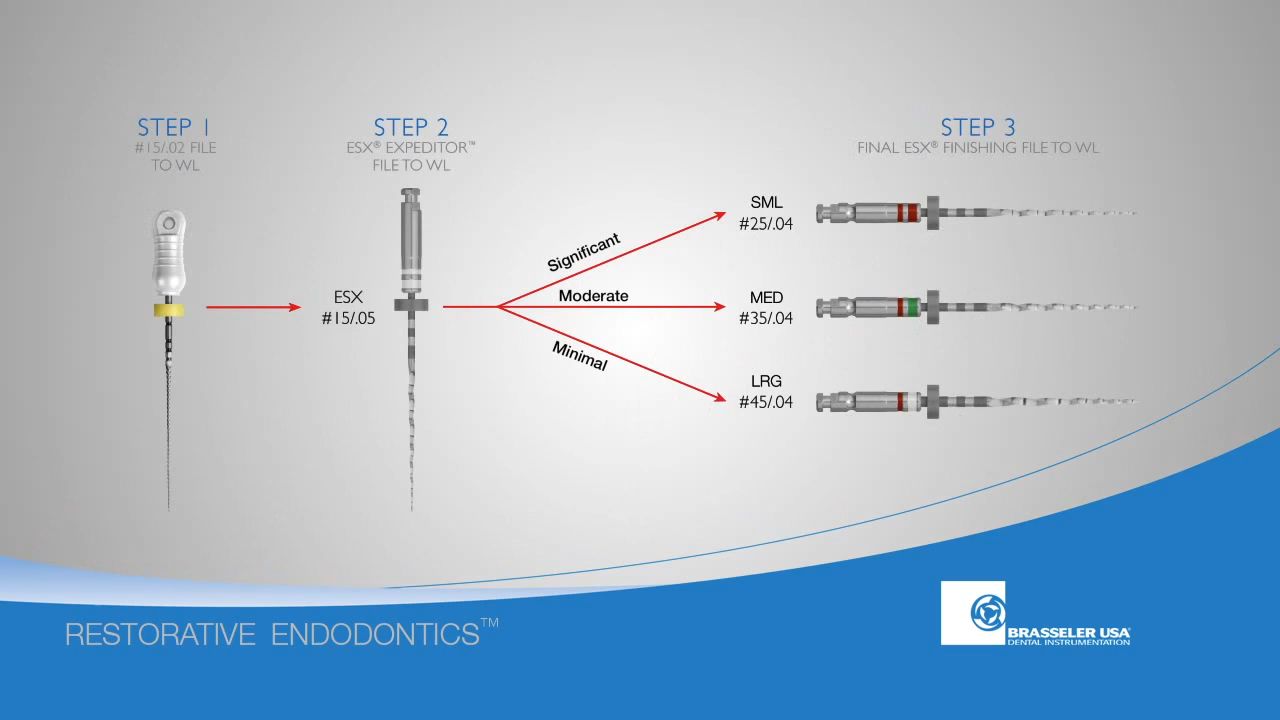 STEP 1
#15/.02 FILE
TO WL
STEP 2
ESX® EXPEDITOR™
FILE TO WL
STEP 3
FINAL ESX® FINISHING FILE TO WL
ESX
#15/.05
Significant
Moderate
Minimal
SML
#25/.04
MED
#35/.04
LRG
#45/.04
RESTORATIVE ENDODONTICS™
BRASSELER USA®
DENTAL INSTRUMENTATION